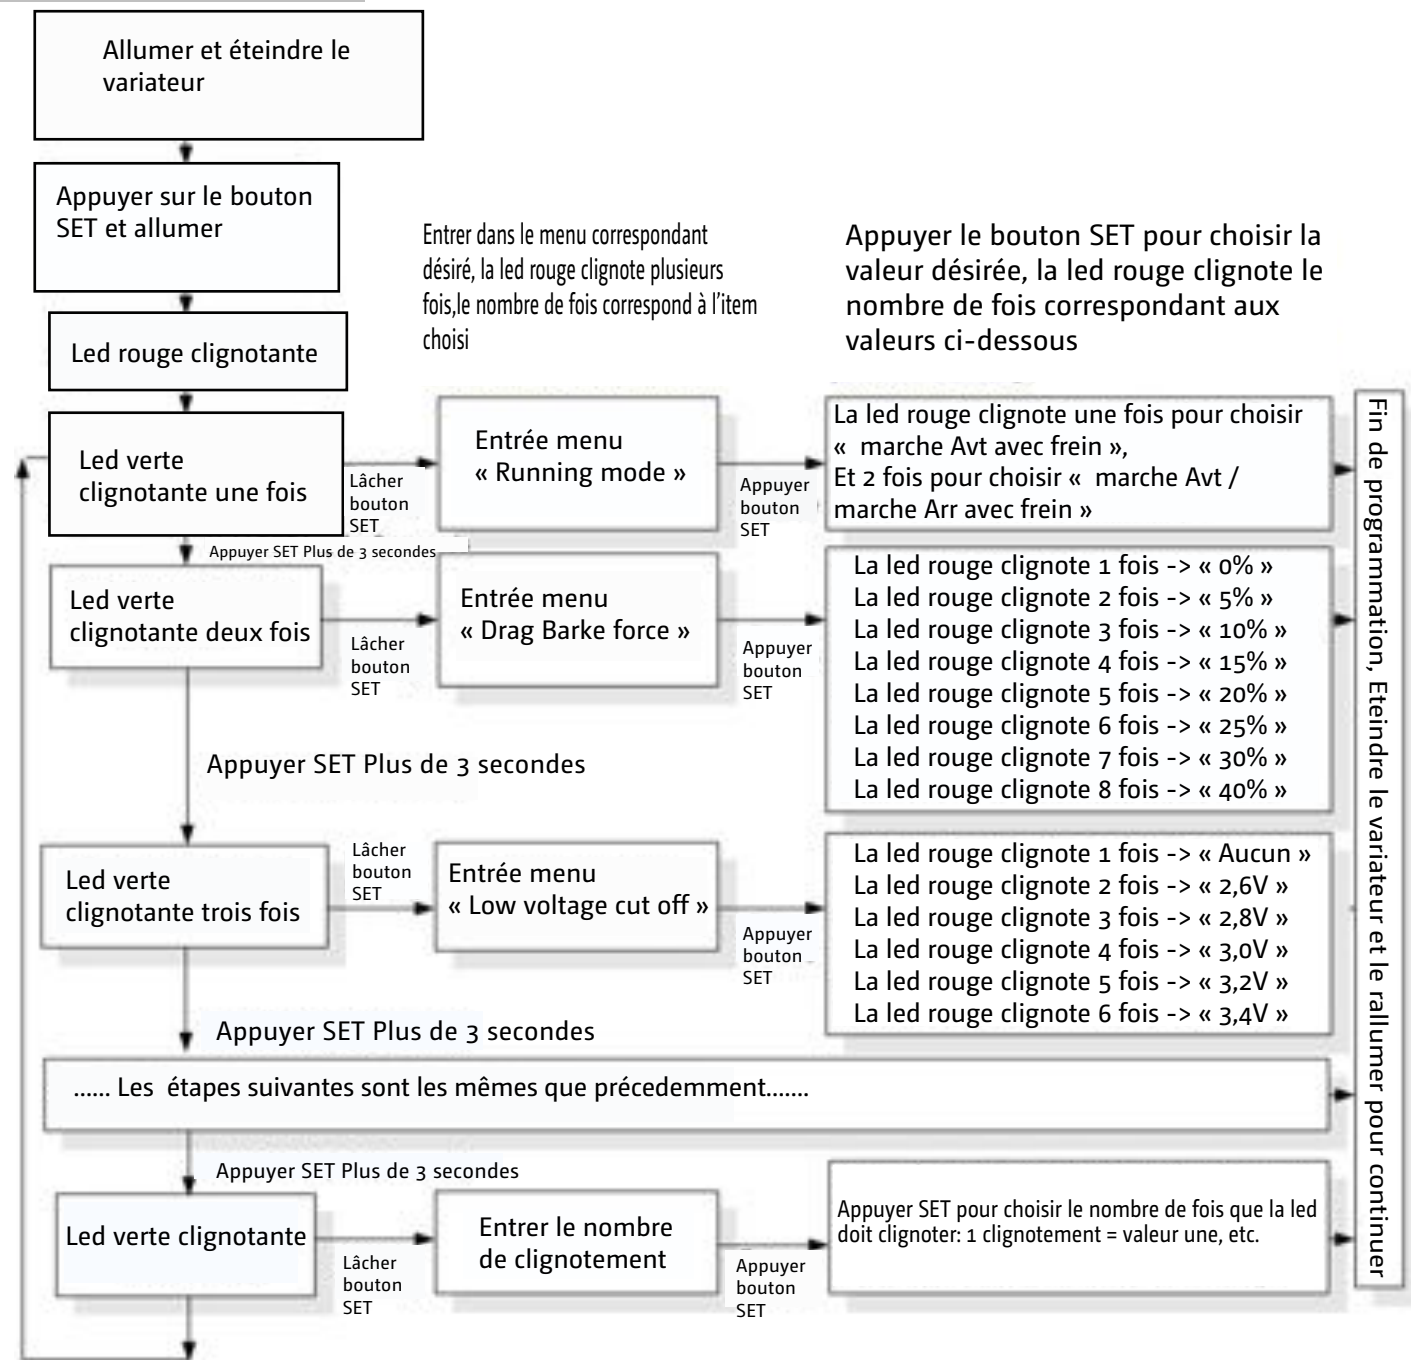 Allumer et éteindre le
variateur
Appuyer sur le bouton
SET et allumer
Led rouge clignotante
Entrer dans le menu correspondant
désiré, la led rouge clignote plusieurs
fois,le nombre de fois correspond à l'item
choisi
Appuyer le bouton SET pour choisir la
valeur désirée, la led rouge clignote le
nombre de fois correspondant aux
valeurs ci-dessous
Led verte
clignotante une fois
Lâcher
bouton
SET
Entrée menu
« Running mode »
Appuyer
bouton
SET
La led rouge clignote une fois pour choisir
« marche Avt avec frein »,
Et 2 fois pour choisir « marche Avt /
marche Arr avec frein »
Appuyer SET Plus de 3 secondes
Led verte
clignotante deux fois
Lâcher
bouton
SET
Entrée menu
« Drag Barke force »
Appuyer
bouton
SET
La led rouge clignote 1 fois -> « 0% »
La led rouge clignote 2 fois -> « 5% »
La led rouge clignote 3 fois -> « 10% »
La led rouge clignote 4 fois -> « 15% »
La led rouge clignote 5 fois -> « 20% »
La led rouge clignote 6 fois -> « 25% »
La led rouge clignote 7 fois -> « 30% »
La led rouge clignote 8 fois -> « 40% »
Appuyer SET Plus de 3 secondes
Led verte
clignotante trois fois
Lâcher
bouton
SET
Entrée menu
« Low voltage cut off »
Appuyer
bouton
SET
La led rouge clignote 1 fois -> « Aucun »
La led rouge clignote 2 fois -> « 2,6V »
La led rouge clignote 3 fois -> « 2,8V »
La led rouge clignote 4 fois -> « 3,0V »
La led rouge clignote 5 fois -> « 3,2V »
La led rouge clignote 6 fois -> « 3,4V »
Appuyer SET Plus de 3 secondes
...... Les étapes suivantes sont les mêmes que précedemment.......
Appuyer SET Plus de 3 secondes
Led verte clignotante
Lâcher
bouton
SET
Entrer le nombre
de clignotement
Appuyer
bouton
SET
Appuyer SET pour choisir le nombre de fois que la led
doit clignoter: 1 clignotement = valeur une, etc.
Fin de programmation, Eteindre le variateur et le rallumer pour continuer